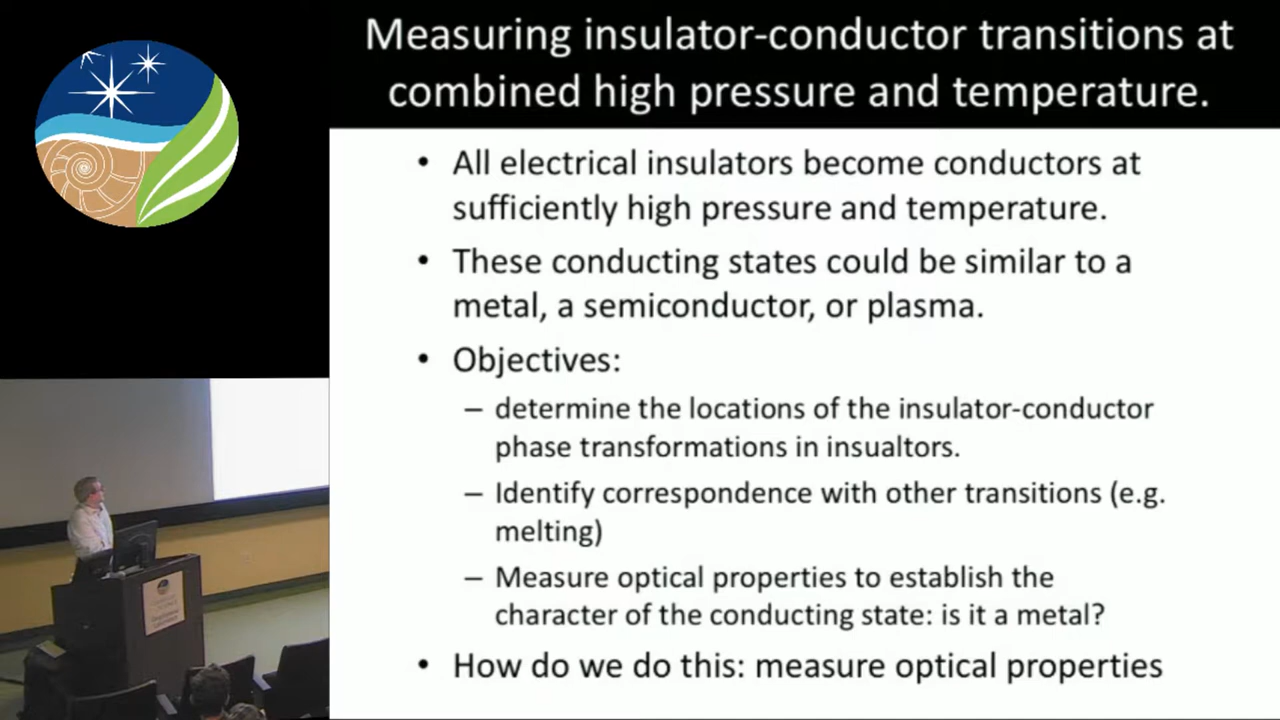 Measuring insulator-conductor transitions at
combined high pressure and temperature.
• All electrical insulators become conductors at
sufficiently high pressure and temperature.
• These conducting states could be similar to a
metal, a semiconductor, or plasma.
• Objectives:
– determine the locations of the insulator-conductor
phase transformations in insualtors.
– Identify correspondence with other transitions (e.g.
melting)
– Measure optical properties to establish the
character of the conducting state: is it a metal?
• How do we do this: measure optical properties